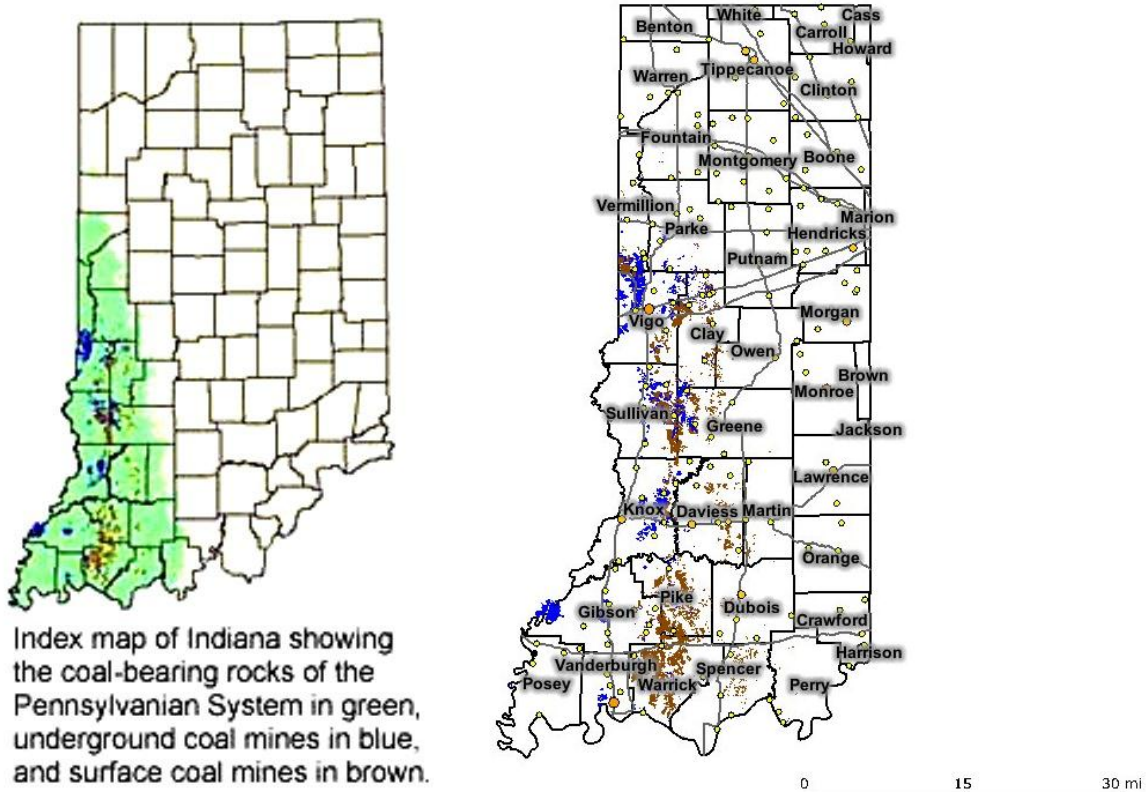 Index map of Indiana showing
the coal-bearing rocks of the
Pennsylvanian System in green,
underground coal mines in blue,
and surface coal mines in brown.
White
Cass
Benton
Carroll
Howard
Warren
Tippecanoe
Clinton
Fountain
Montgomery
Boone
Vermillion
Marion
Parke
Hendricks
Putnam
Morgan
Vigo
Clay
Owen
Brown
Monroe
Sullivan
Greene
Jackson
Lawrence
Knox
Daviess
Martin
Orange
Pike
Gibson
Dubois
Crawford
Harrison
Vanderburgh
Spencer
Posey
Warrick
Perry
0 15 30 mi